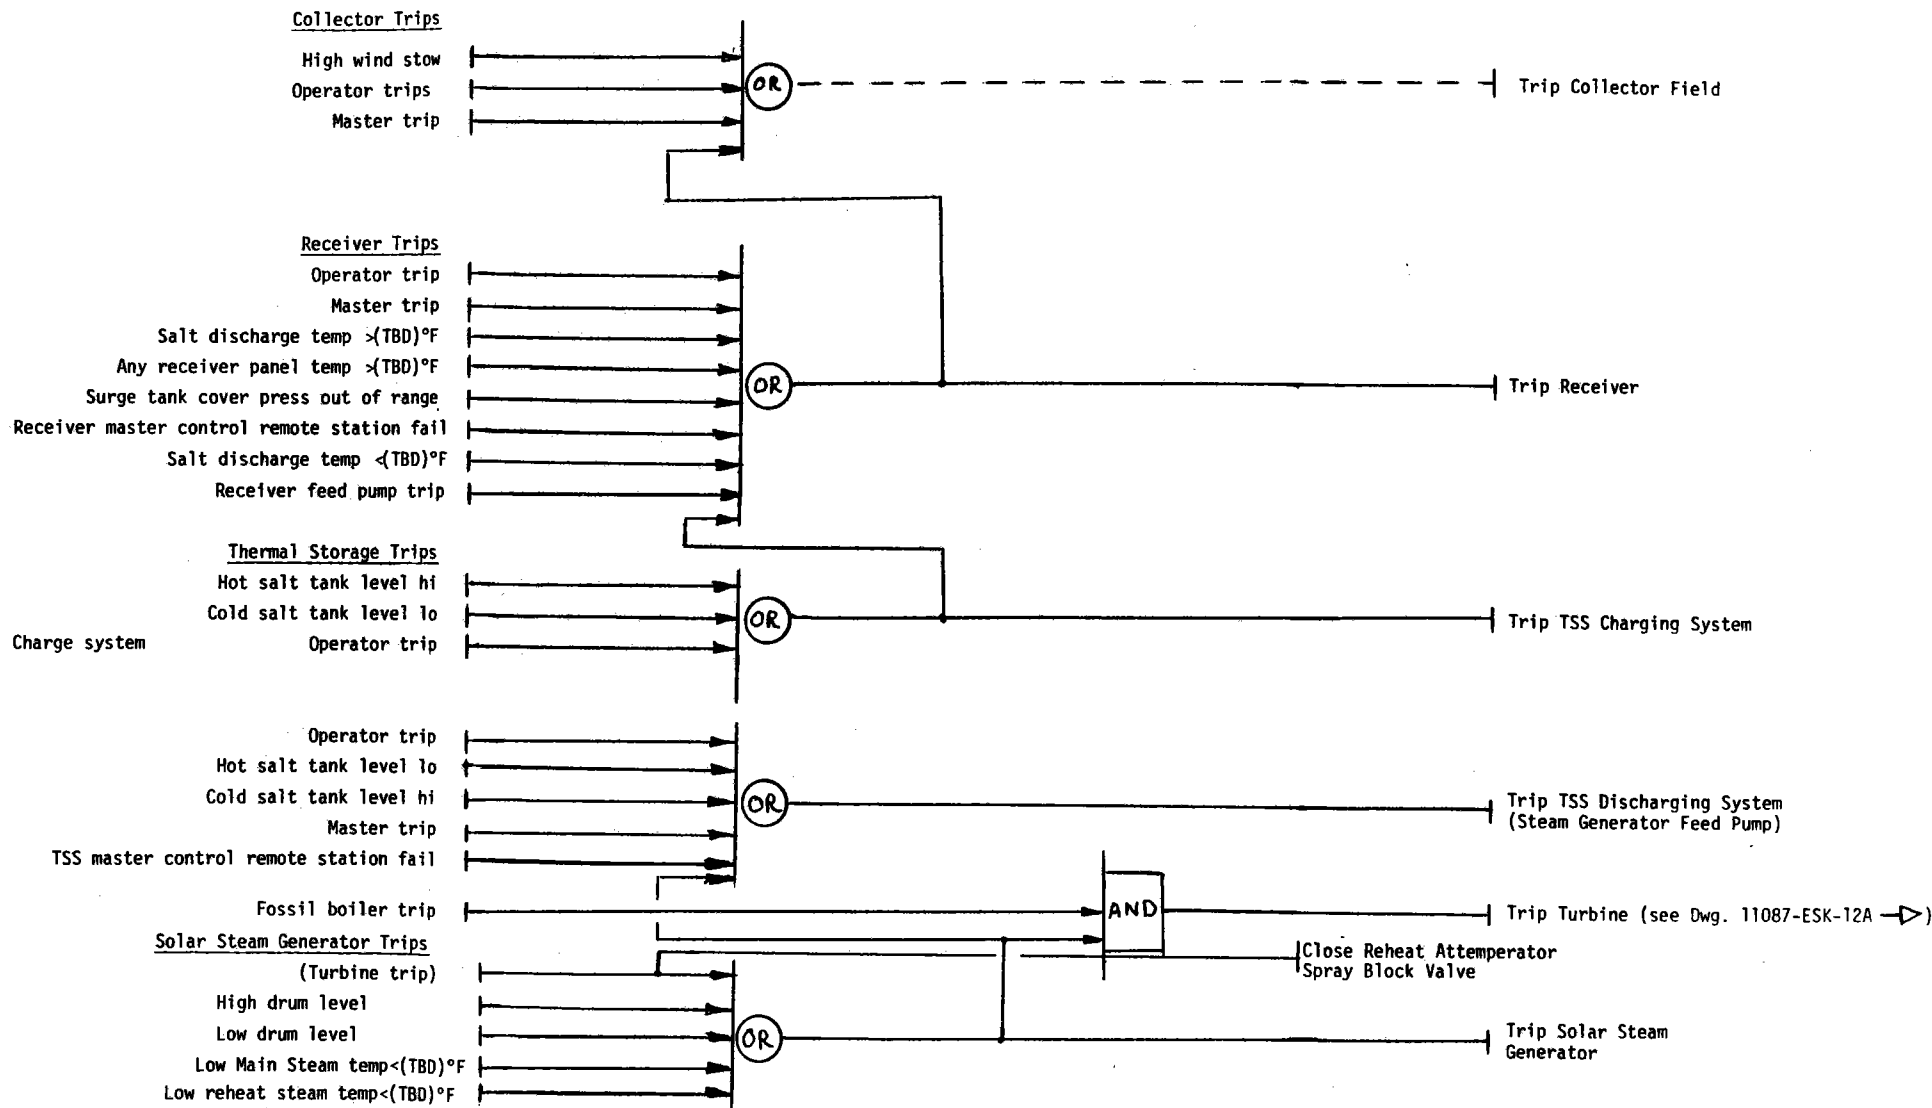 Collector Trips
High wind stow
Operator trips
Master trip
OR
Trip Collector Field
Receiver Trips
Operator trip
Master trip
Salt discharge temp >(TBD)°F
Any receiver panel temp >(TBD)°F
Surge tank cover press out of range
Receiver master control remote station fail
Salt discharge temp <(TBD)°F
Receiver feed pump trip
OR
Trip Receiver
Thermal Storage Trips
Hot salt tank level hi
Cold salt tank level lo
Charge system
Operator trip
OR
Trip TSS Charging System
Operator trip
Hot salt tank level lo
Cold salt tank level hi
Master trip
TSS master control remote station fail
OR
Trip TSS Discharging System
(Steam Generator Feed Pump)
Fossil boiler trip
AND
Trip Turbine (see Dwg. 11087-ESK-12A )
Close Reheat Attemperator
Spray Block Valve
Solar Steam Generator Trips
(Turbine trip)
High drum level
Low drum level
Low Main Steam temp<(TBD)°F
Low reheat steam temp<(TBD)°F
OR
Trip Solar Steam
Generator